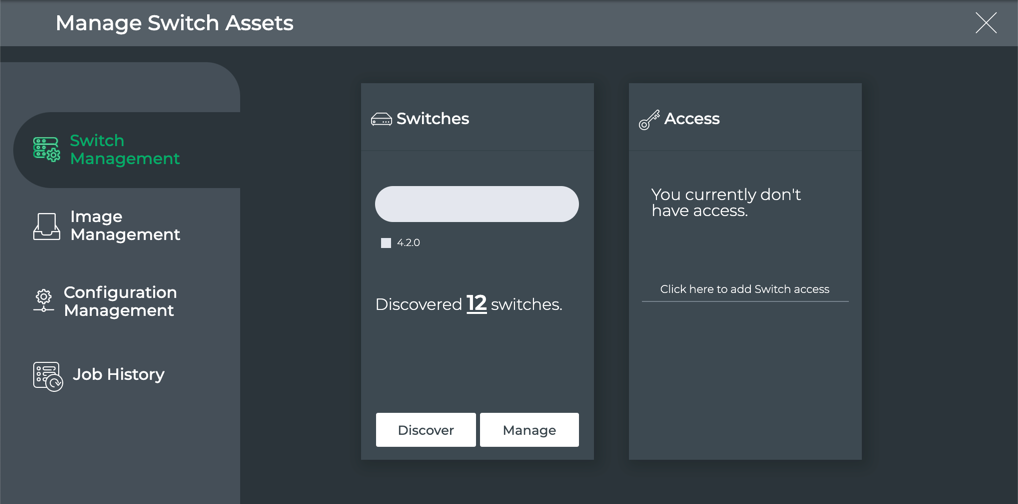 Manage Switch Assets
Switch
Management
Image
Management
Configuration
Management
Job History
Switches
4.2.0
Discovered 12 switches.
Discover
Manage
Access
You currently don't
have access.
Click here to add Switch access